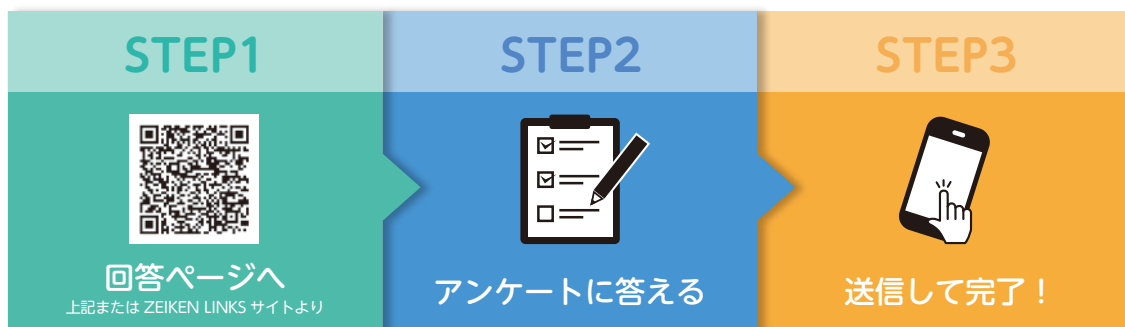 STEP1
回答ページへ
上記または ZEIKEN LINKS サイトより
STEP2
アンケートに答える
STEP3
送信して完了！